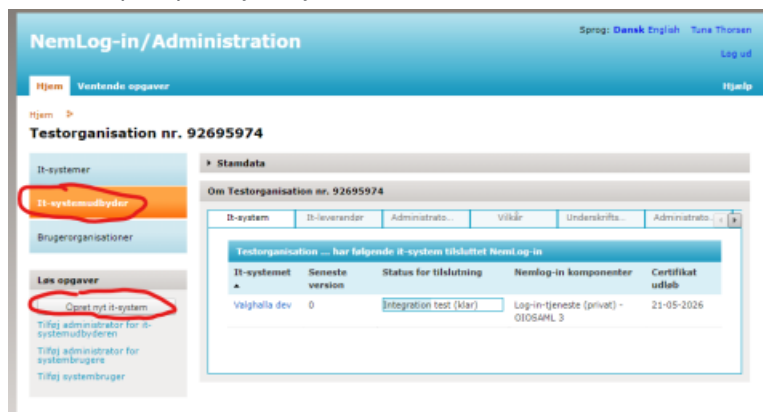 Sprog: Dansk English Tune Thorsen
NemLog-in/Administration
Log ud
Hjem Ventende opgaver
Hjælp
Hjem
Testorganisation nr. 92695974
It-systemer
It-systemudbyder
Brugerorganisationer
Stamdata
Om Testorganisation nr. 92695974
It-system It-leverandør Administrato... Vilkår Underskrifts... Administrato...
Testorganisation ... har følgende it-system tilsluttet NemLog-in
It-systemet Seneste version Status for tilslutning Nemlog-in komponenter Certifikat udløb
Valghalla dev 0 Integration test (klar) Log-in-tjeneste (privat) - OIOSAML 3 21-05-2026
Løs opgaver
Opret nyt it-system
Tilføj administrator for it-
systemudbyderen
Tilføj administrator for
systembrugere
Tilføj systembruger